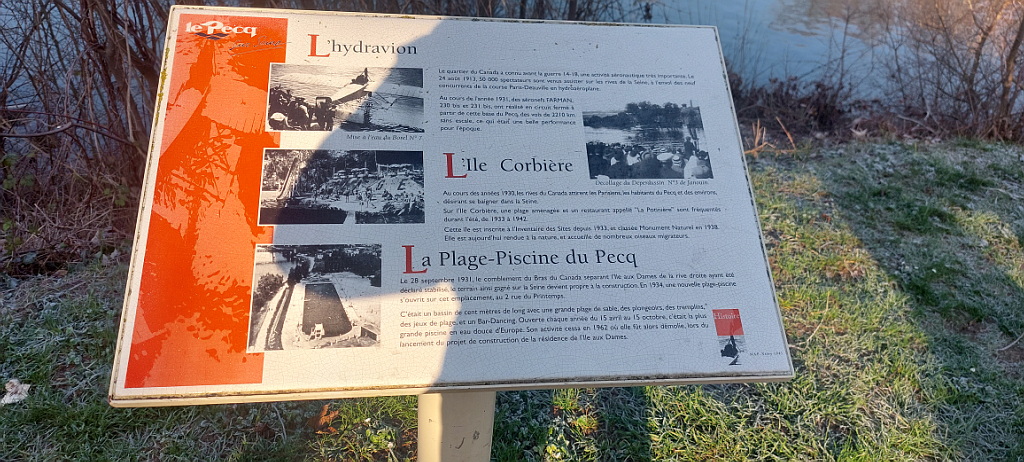 le Pecq
L'hydravion
Le quartier du Canada a connu avant la guerre 14-18, une activité aéronautique très importante. Le
24 août 1913, 50 000 spectateurs sont venus assister sur les rives de la Seine, à l'envol des neuf
concurrents de la course Paris-Deauville en hydroaéroplane.
Au cours de l'année 1931, des aéronefs FARMAN,
230 bis et 231 bis, ont réalisé en circuit fermé à
partir de cette base du Pecq, des vols de 2210 km
sans escale, ce qui était une belle performance
pour l'époque.
Mise à l'eau du Borel N° 7
Décollage du Deperdussin N°5 de Janoir.
L'Ile Corbière
Au cours des années 1930, les rives du Canada attirent les Parisiens, les habitants du Pecq et des environs,
désirant se baigner dans la Seine.
Sur l'Ile Corbière, une plage aménagée et un restaurant appellé "La Potinière" sont fréquentés
durant l'été, de 1933 à 1942.
Cette île est inscrite à l'Inventaire des Sites depuis 1933, et classée Monument Naturel en 1938.
Elle est aujourd'hui rendue à la nature, et accueille de nombreux oiseaux migrateurs.
La Plage-Piscine du Pecq
Le 28 septembre 1931, le comblement du Bras du Canada séparant l'Ile aux Dames de la rive droite ayant été
déclaré stabilisé, le terrain ainsi gagné sur la Seine devient propre à la construction. En 1934, une nouvelle plage-piscine
s'ouvrit sur cet emplacement, au 2 rue du Printemps.
C'était un bassin de cent mètres de long avec une grande plage de sable, des plongeoirs, des tremplins,
des jeux de plage, et un Bar-Dancing. Ouverte chaque année du 15 avril au 15 octobre, c'était la plus
grande piscine en eau douce d'Europe. Son activité cessa en 1962 où elle fût alors démolie, lors du
lancement du projet de construction de la résidence de l'Ile aux Dames.
Histoire